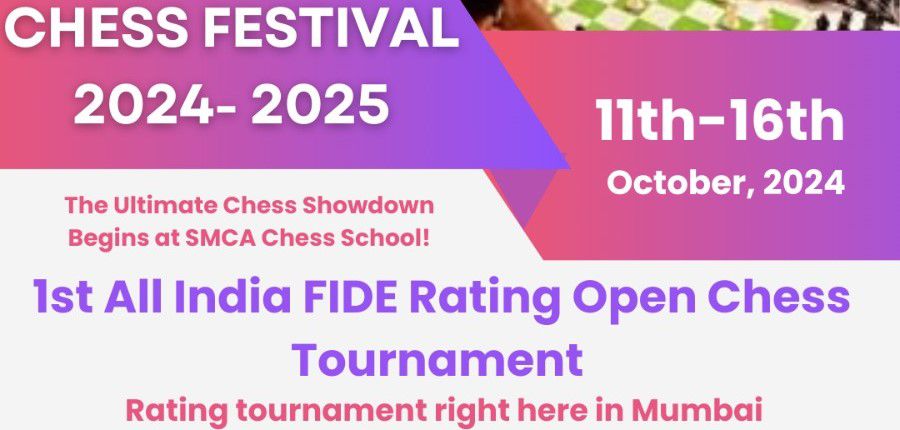 CHESS FESTIVAL
2024- 2025
11th-16th
October, 2024
The Ultimate Chess Showdown
Begins at SMCA Chess School!
1st All India FIDE Rating Open Chess
Tournament
Rating tournament right here in Mumbai